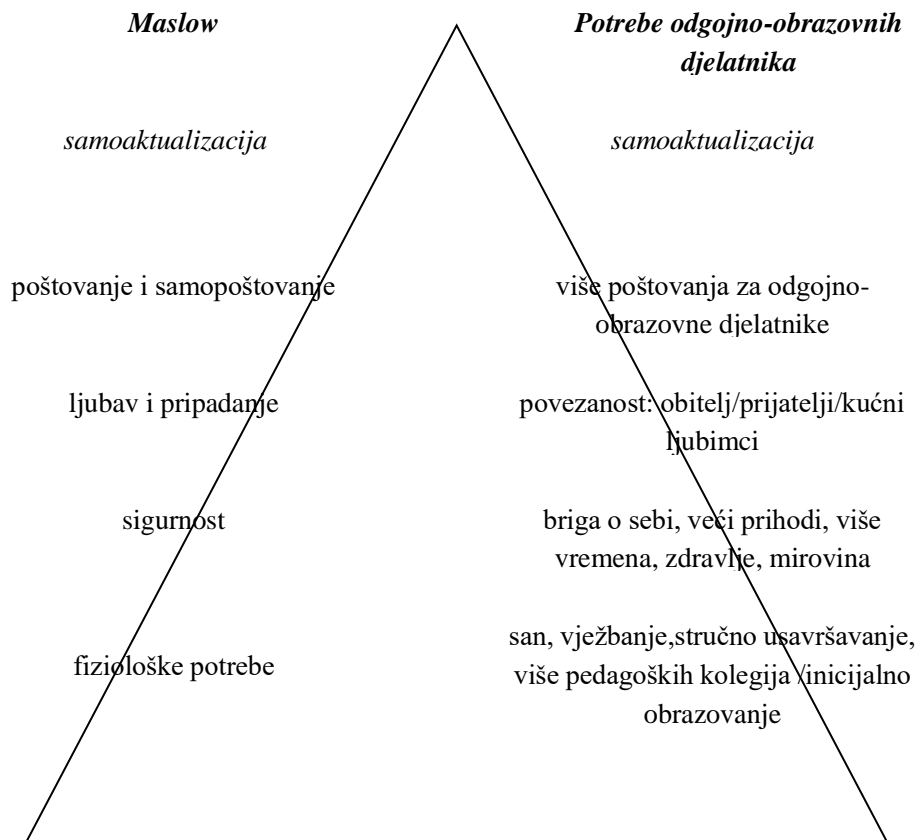 Maslow
Potrebe odgojno-obrazovnih
djelatnika
samoaktualizacija
samoaktualizacija
poštovanje i samopoštovanje
više poštovanja za odgojno-
obrazovne djelatnike
ljubav i pripadanje
povezanost: obitelj/prijatelji/kućni
ljubimci
sigurnost
briga o sebi, veći prihodi, više
vremena, zdravlje, mirovina
fiziološke potrebe
san, vježbanje,stručno usavršavanje,
više pedagoških kolegija /inicijalno
obrazovanje